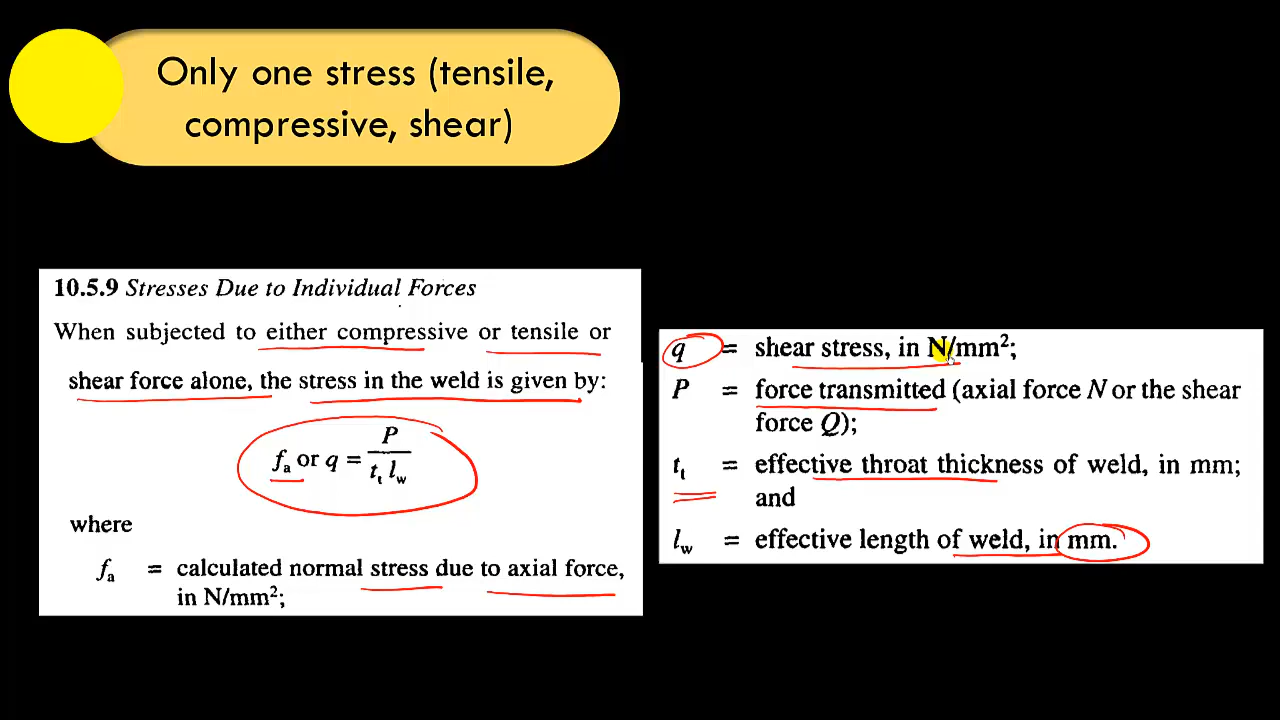 Only one stress (tensile,
compressive, shear)
10.5.9 Stresses Due to Individual Forces
When subjected to either compressive or tensile or
shear force alone, the stress in the weld is given by:
fₐ or q = P / tₜ l_w
where
fₐ = calculated normal stress due to axial force,
in N/mm²;
q = shear stress, in N/mm²;
P = force transmitted (axial force N or the shear
force Q);
tₜ = effective throat thickness of weld, in mm;
and
l_w = effective length of weld, in mm.